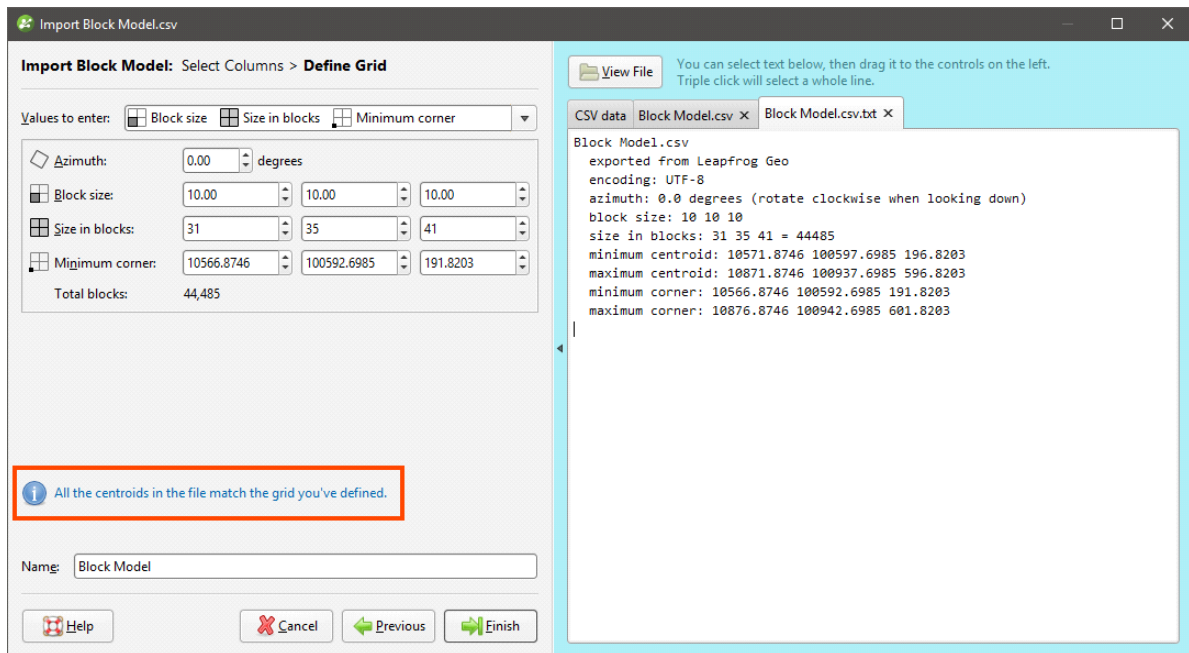 Import Block Model.csv
Import Block Model: Select Columns > Define Grid
Values to enter: Block size Size in blocks Minimum corner
Azimuth: 0.00 degrees
Block size: 10.00 10.00 10.00
Size in blocks: 31 35 41
Minimum corner: 10566.8746 100592.6985 191.8203
Total blocks: 44,485
All the centroids in the file match the grid you've defined.
Name: Block Model
Help Cancel Previous Finish
View File
You can select text below, then drag it to the controls on the left.
Triple click will select a whole line.
CSV data Block Model.csv Block Model.csv.txt
Block Model.csv
exported from Leapfrog Geo
encoding: UTF-8
azimuth: 0.0 degrees (rotate clockwise when looking down)
block size: 10 10 10
size in blocks: 31 35 41 = 44485
minimum centroid: 10571.8746 100597.6985 196.8203
maximum centroid: 10871.8746 100937.6985 596.8203
minimum corner: 10566.8746 100592.6985 191.8203
maximum corner: 10876.8746 100942.6985 601.8203